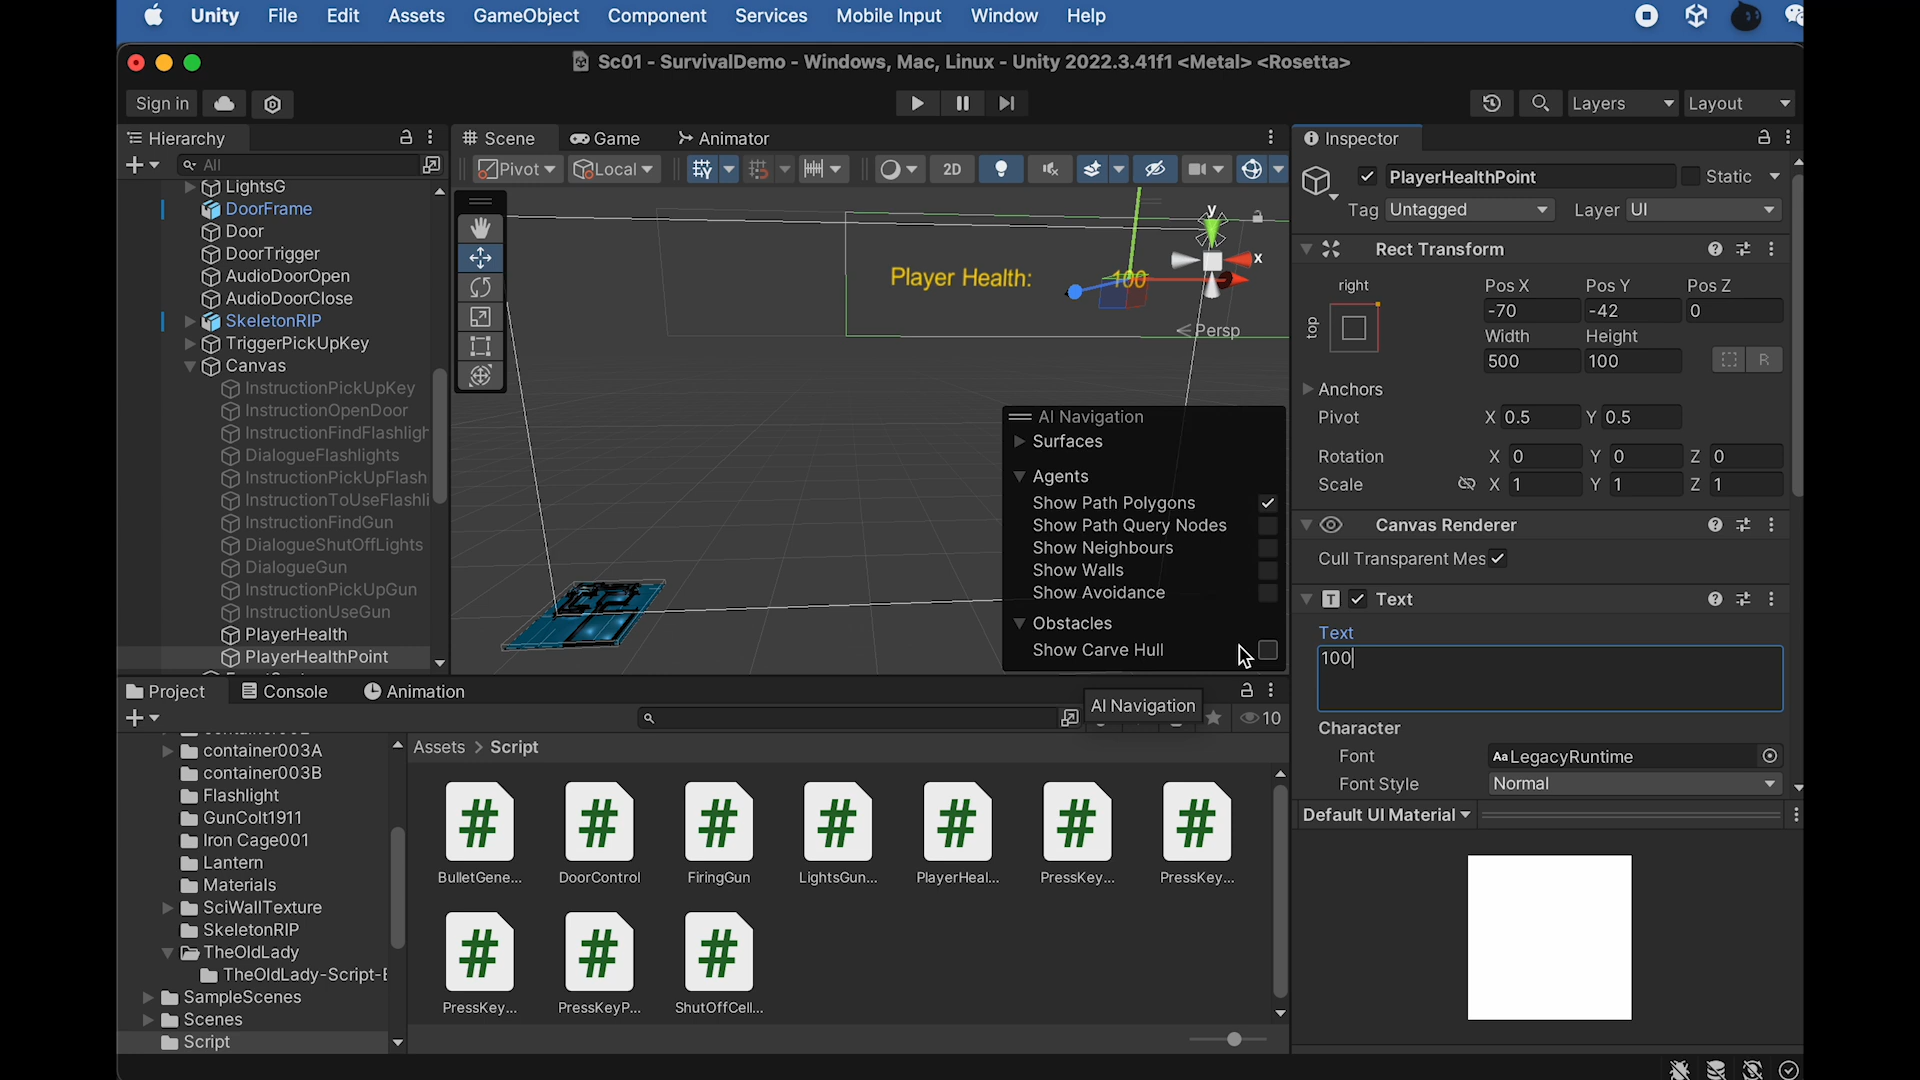 Unity File Edit Assets GameObject Component Services Mobile Input Window Help
Sc01 - SurvivalDemo - Windows, Mac, Linux - Unity 2022.3.41f1 <Metal> <Rosetta>
Sign in
Layers
Layout
Hierarchy
All
LightsG
DoorFrame
Door
DoorTrigger
AudioDoorOpen
AudioDoorClose
SkeletonRIP
TriggerPickUpKey
Canvas
InstructionPickUpKey
InstructionOpenDoor
InstructionFindFlashligh
DialogueFlashlights
InstructionPickUpFlash
InstructionToUseFlashli
InstructionFindGun
DialogueShutOffLights
DialogueGun
InstructionPickUpGun
InstructionUseGun
PlayerHealth
PlayerHealthPoint
Scene Game Animator
Pivot Local 2D
Player Health: 100
y
x
Persp
AI Navigation
Surfaces
Agents
Show Path Polygons
Show Path Query Nodes
Show Neighbours
Show Walls
Show Avoidance
Obstacles
Show Carve Hull
AI Navigation
Inspector
PlayerHealthPoint Static
Tag Untagged Layer UI
Rect Transform
right
top
Pos X Pos Y Pos Z
-70 -42 0
Width Height
500 100 R
Anchors
Pivot X 0.5 Y 0.5
Rotation X 0 Y 0 Z 0
Scale X 1 Y 1 Z 1
Canvas Renderer
Cull Transparent Mes
Text
Text
100
Character
Font Aa LegacyRuntime
Font Style Normal
Default UI Material
Project Console Animation
10
container003A
container003B
Flashlight
GunColt1911
Iron Cage001
Lantern
Materials
SciWallTexture
SkeletonRIP
TheOldLady
TheOldLady-Script-E
SampleScenes
Scenes
Script
Assets > Script
BulletGene... DoorControl FiringGun LightsGun... PlayerHeal... PressKey... PressKey...
PressKey... PressKeyP... ShutOffCell...